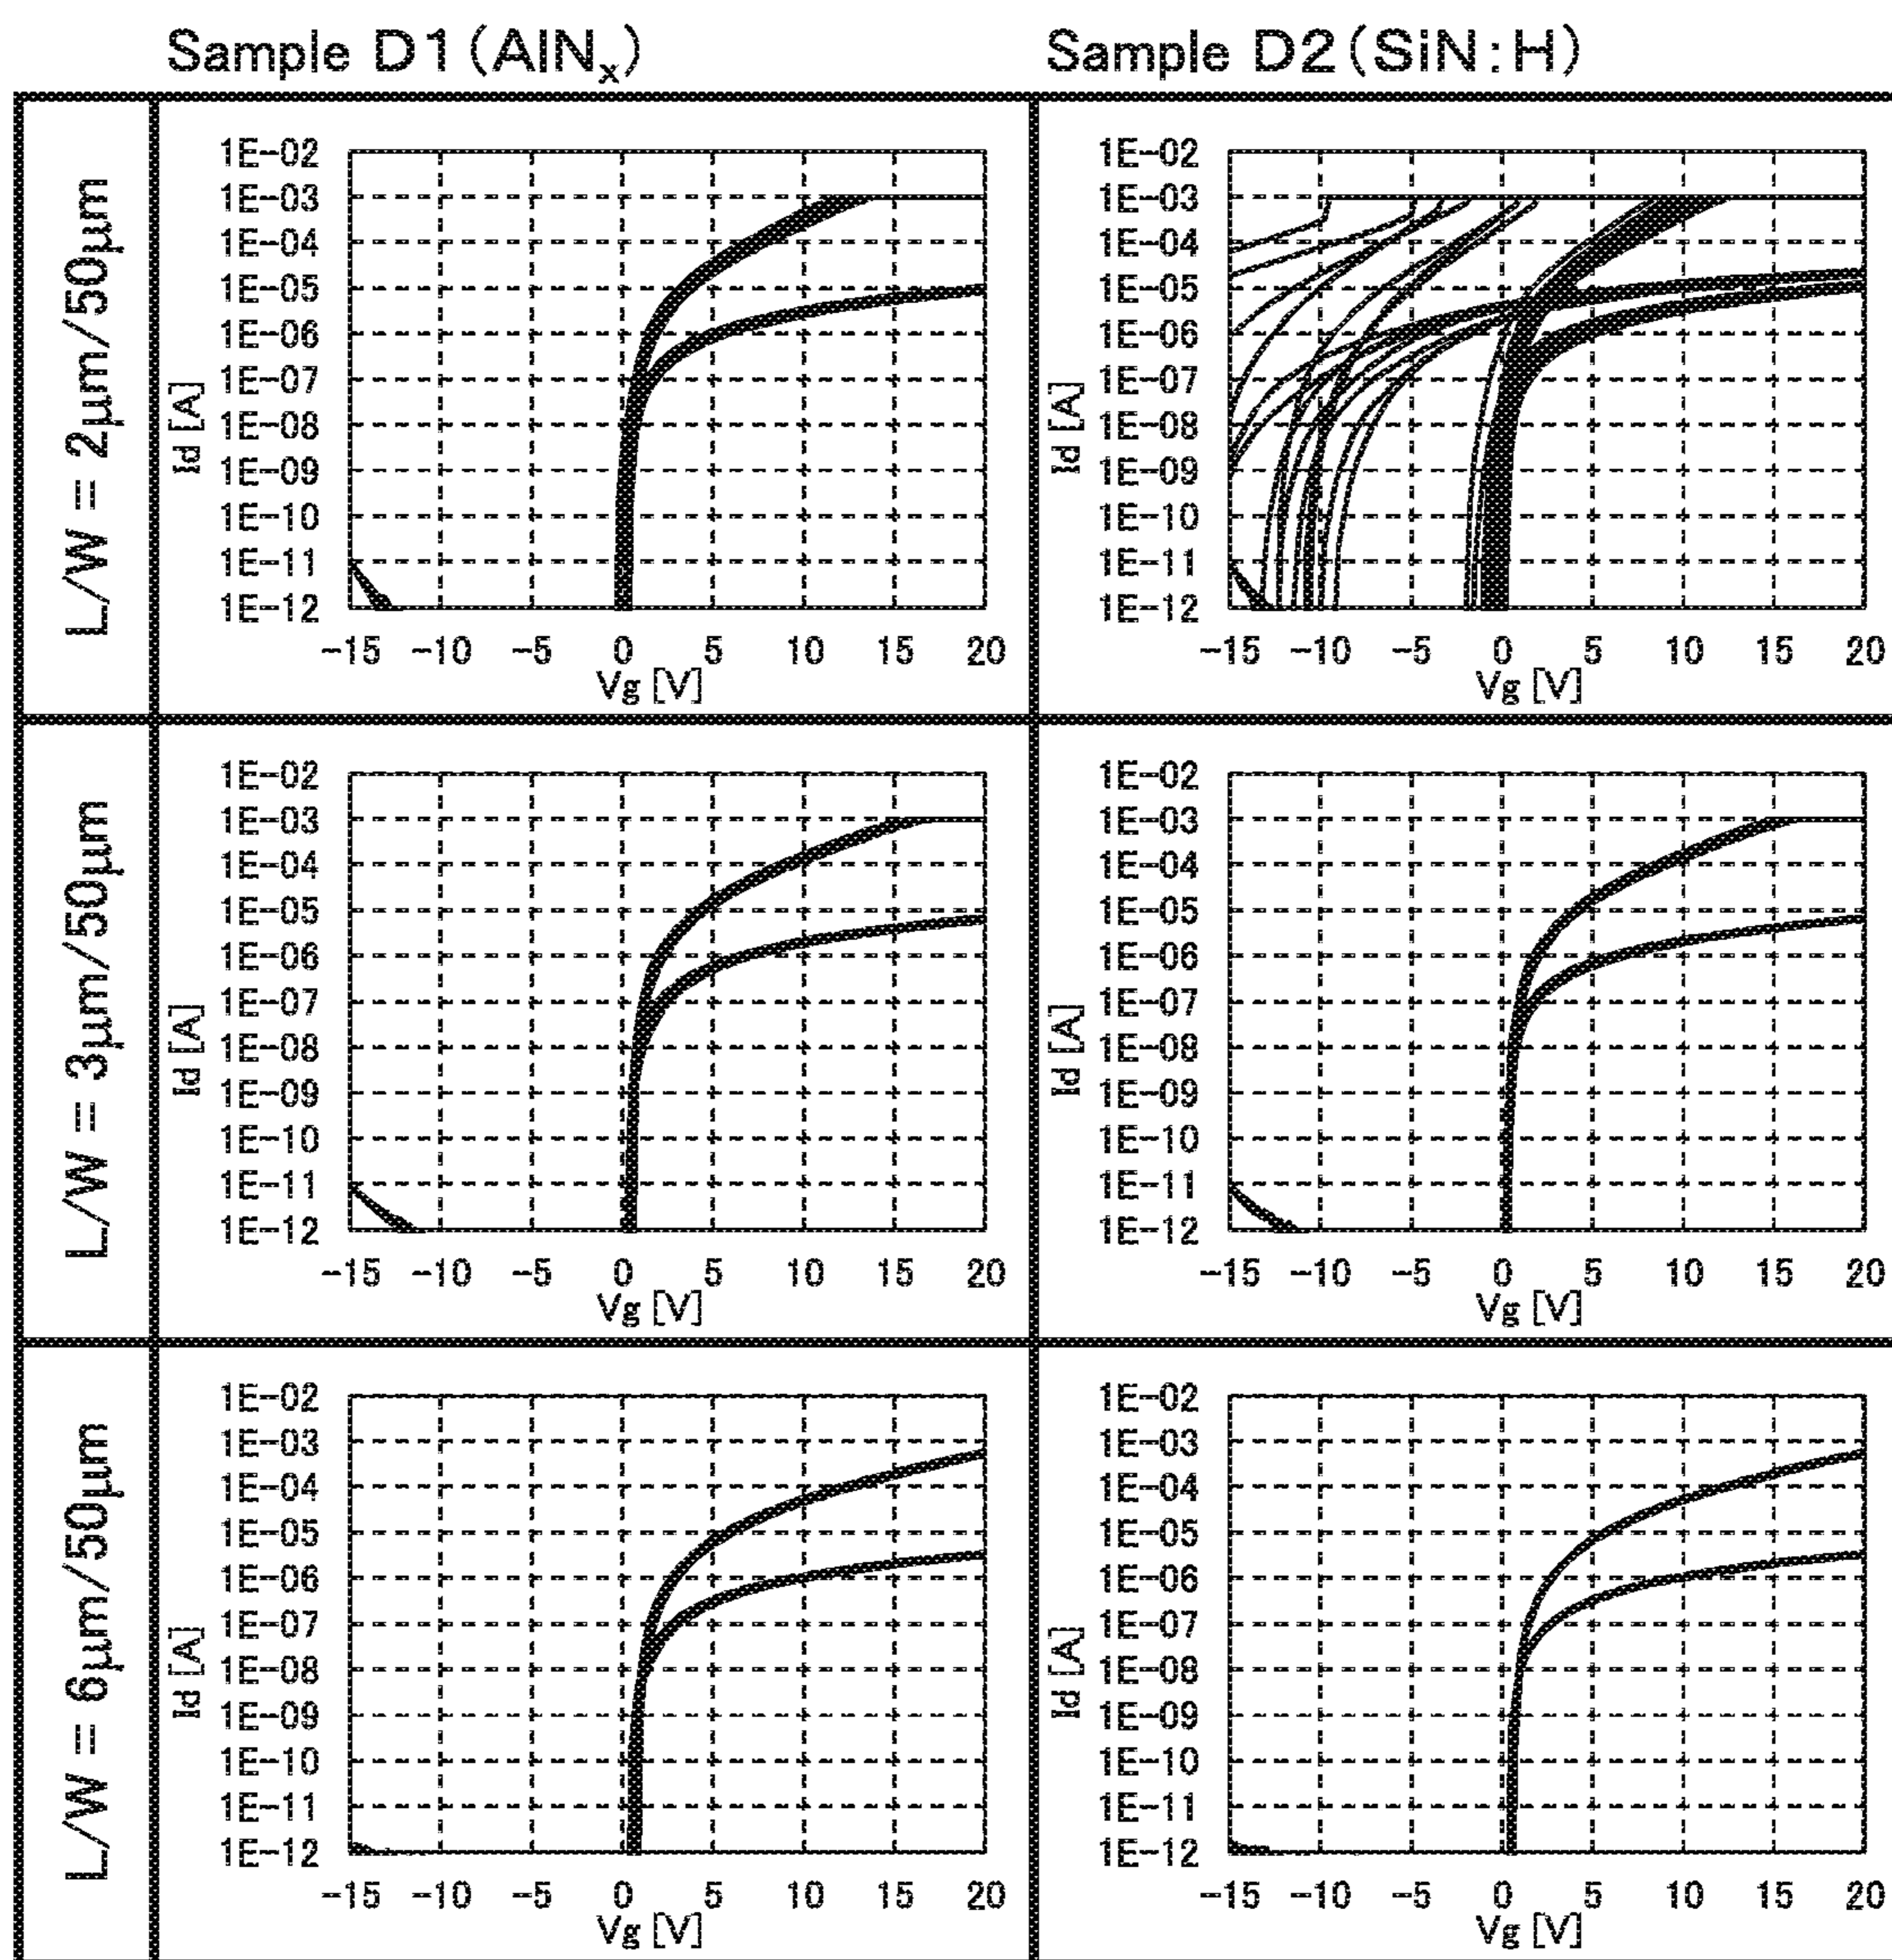 Sample D1 (AlNₓ)
Sample D2 (SiN:H)
L/W = 2μm/50μm
Id [A]
1E-02
1E-03
1E-04
1E-05
1E-06
1E-07
1E-08
1E-09
1E-10
1E-11
1E-12
-15 -10 -5 0 5 10 15 20
Vg [V]
Id [A]
1E-02
1E-03
1E-04
1E-05
1E-06
1E-07
1E-08
1E-09
1E-10
1E-11
1E-12
-15 -10 -5 0 5 10 15 20
Vg [V]
L/W = 3μm/50μm
Id [A]
1E-02
1E-03
1E-04
1E-05
1E-06
1E-07
1E-08
1E-09
1E-10
1E-11
1E-12
-15 -10 -5 0 5 10 15 20
Vg [V]
Id [A]
1E-02
1E-03
1E-04
1E-05
1E-06
1E-07
1E-08
1E-09
1E-10
1E-11
1E-12
-15 -10 -5 0 5 10 15 20
Vg [V]
L/W = 6μm/50μm
Id [A]
1E-02
1E-03
1E-04
1E-05
1E-06
1E-07
1E-08
1E-09
1E-10
1E-11
1E-12
-15 -10 -5 0 5 10 15 20
Vg [V]
Id [A]
1E-02
1E-03
1E-04
1E-05
1E-06
1E-07
1E-08
1E-09
1E-10
1E-11
1E-12
-15 -10 -5 0 5 10 15 20
Vg [V]